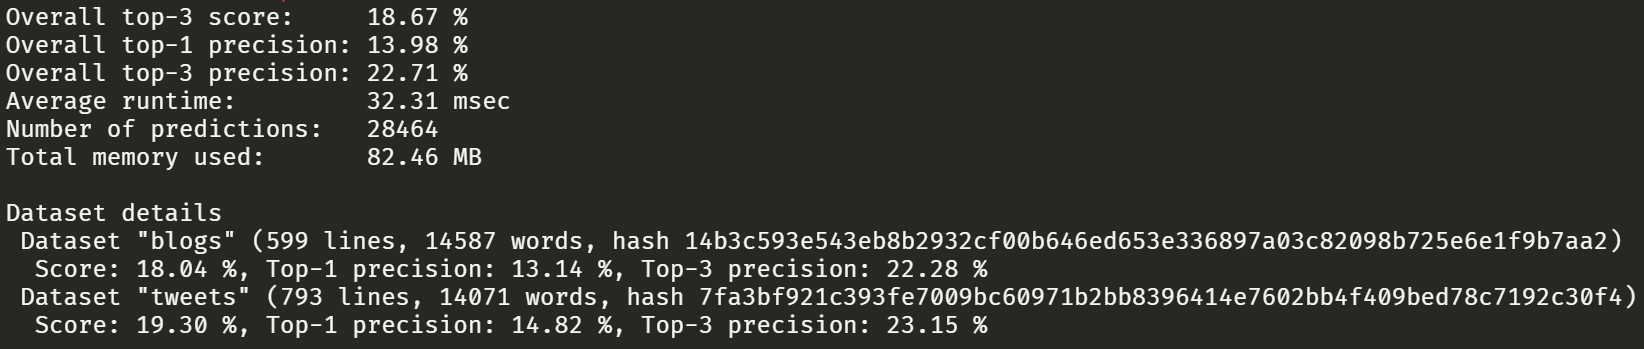 Overall top-3 score:     18.67 %
Overall top-1 precision: 13.98 %
Overall top-3 precision: 22.71 %
Average runtime:         32.31 msec
Number of predictions:   28464
Total memory used:       82.46 MB

Dataset details
 Dataset "blogs" (599 lines, 14587 words, hash 14b3c593e543eb8b2932cf00b646ed653e336897a03c82098b725e6e1f9b7aa2)
  Score: 18.04 %, Top-1 precision: 13.14 %, Top-3 precision: 22.28 %
 Dataset "tweets" (793 lines, 14071 words, hash 7fa3bf921c393fe7009bc60971b2bb8396414e7602bb4f409bed78c7192c30f4)
  Score: 19.30 %, Top-1 precision: 14.82 %, Top-3 precision: 23.15 %